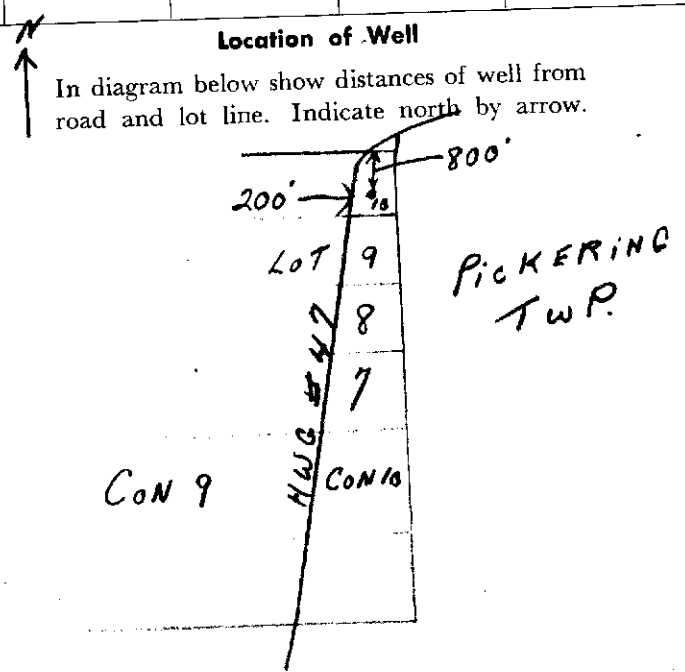 N
Location of Well
In diagram below show distances of well from
road and lot line. Indicate north by arrow.
800'
200'
10
LOT 9
PICKERING
TWP.
8
7
HWG # 47
CON 9
CON 10